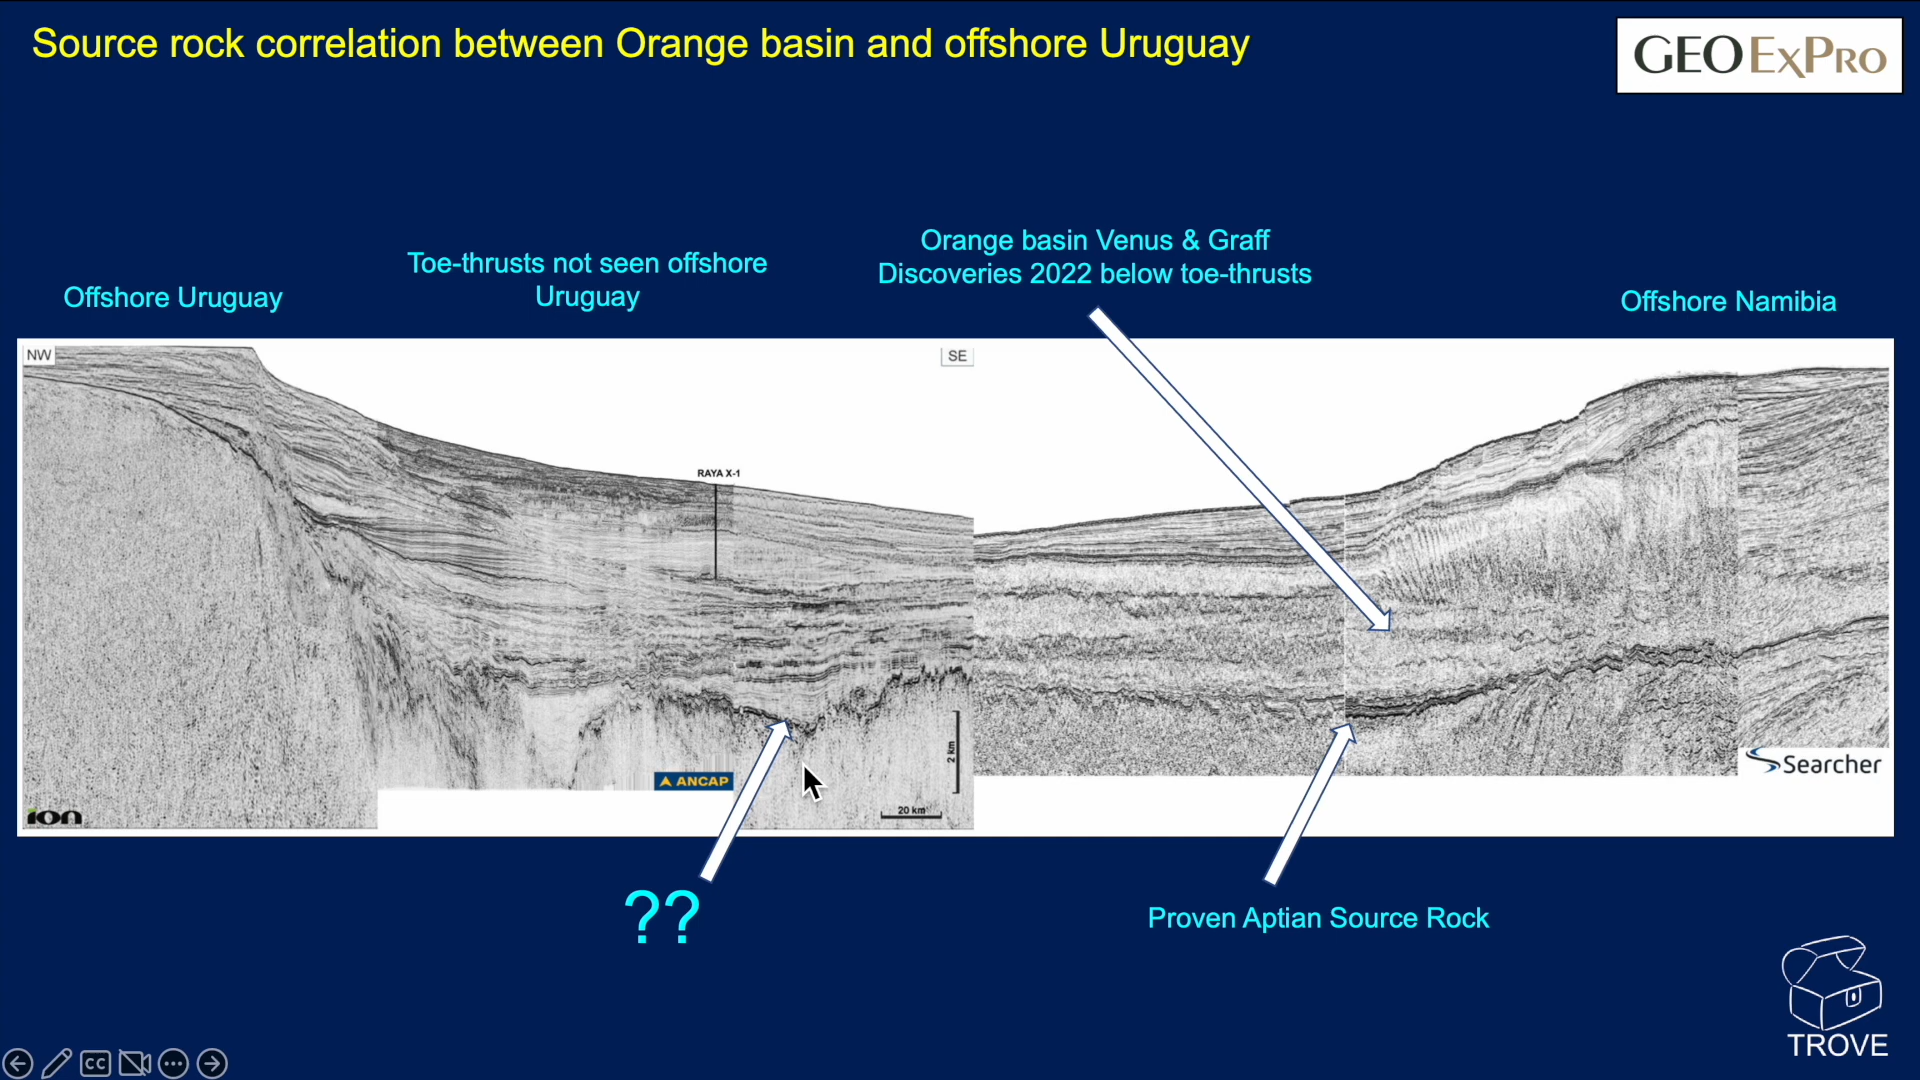 Source rock correlation between Orange basin and offshore Uruguay
GEOExPro
Orange basin Venus & Graff
Discoveries 2022 below toe-thrusts
Toe-thrusts not seen offshore
Uruguay
Offshore Uruguay
Offshore Namibia
NW
SE
RAYA X-1
2 km
Searcher
ANCAP
20 km
ion
??
Proven Aptian Source Rock
TROVE
CC